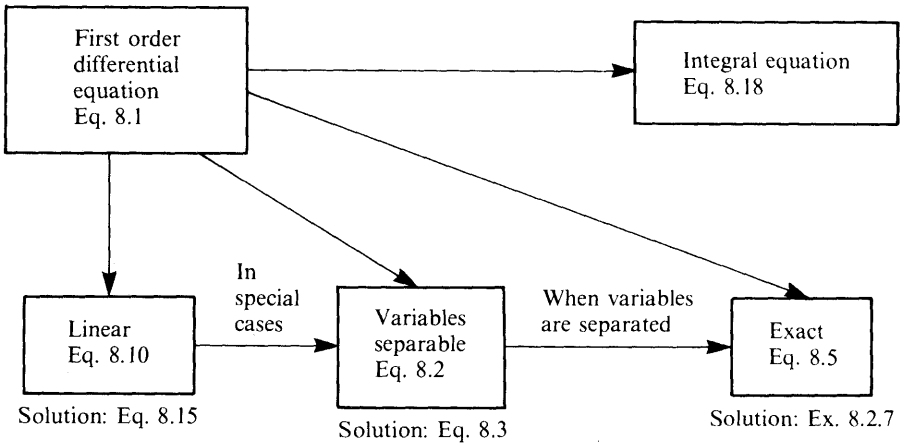 First order
differential
equation
Eq. 8.1
Integral equation
Eq. 8.18
In
special
cases
When variables
are separated
Linear
Eq. 8.10
Variables
separable
Eq. 8.2
Exact
Eq. 8.5
Solution: Eq. 8.15
Solution: Eq. 8.3
Solution: Ex. 8.2.7